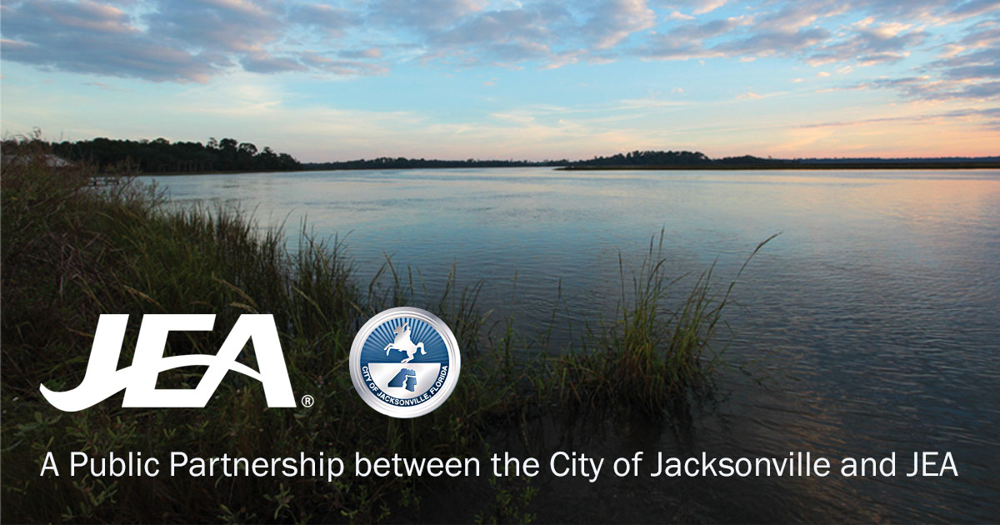 JEA®
CITY OF JACKSONVILLE, FLORIDA
A Public Partnership between the City of Jacksonville and JEA